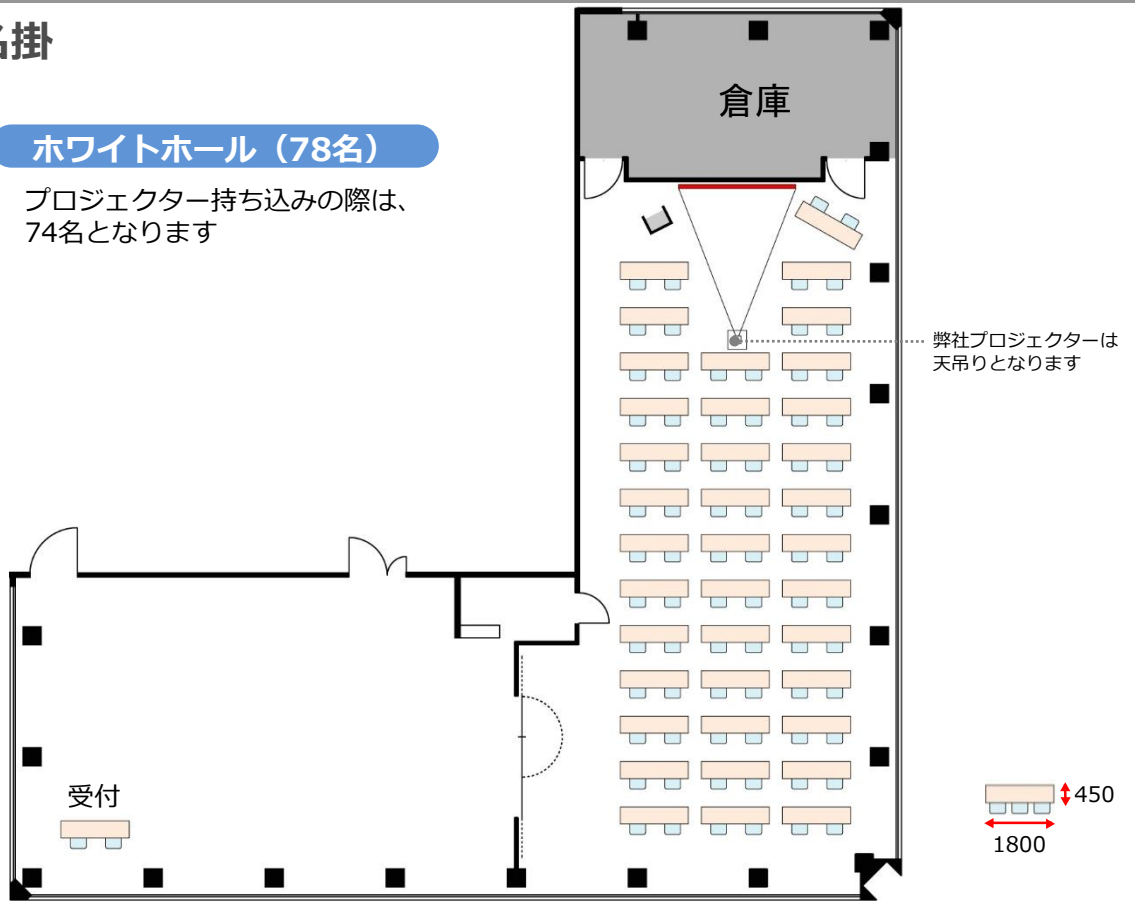 名掛
倉庫
ホワイトホール（78名）
プロジェクター持ち込みの際は、
74名となります
弊社プロジェクターは
天吊りとなります
受付
450
1800